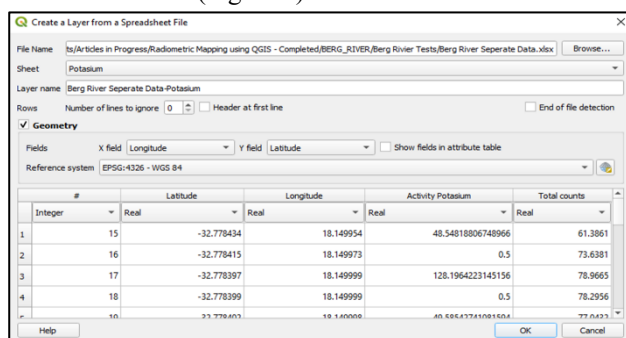 Create a Layer from a Spreadsheet File
File Name ts/Articles in Progress/Radiometric Mapping using QGIS - Completed/BERG_RIVER/Berg Rivier Tests/Berg River Seperate Data.xlsx Browse...
Sheet Potasium
Layer name Berg River Seperate Data-Potasium
Rows Number of lines to ignore 0 Header at first line End of file detection
Geometry
Fields X field Longitude Y field Latitude Show fields in attribute table
Reference system EPSG:4326 - WGS 84
# Latitude Longitude Activity Potasium Total counts
Integer Real Real Real Real
1 15 -32.778434 18.149954 48.54818806748966 61.3861
2 16 -32.778415 18.149973 0.5 73.6381
3 17 -32.778397 18.149999 128.1964223145156 78.9665
4 18 -32.778399 18.149999 0.5 78.2956
Help OK Cancel